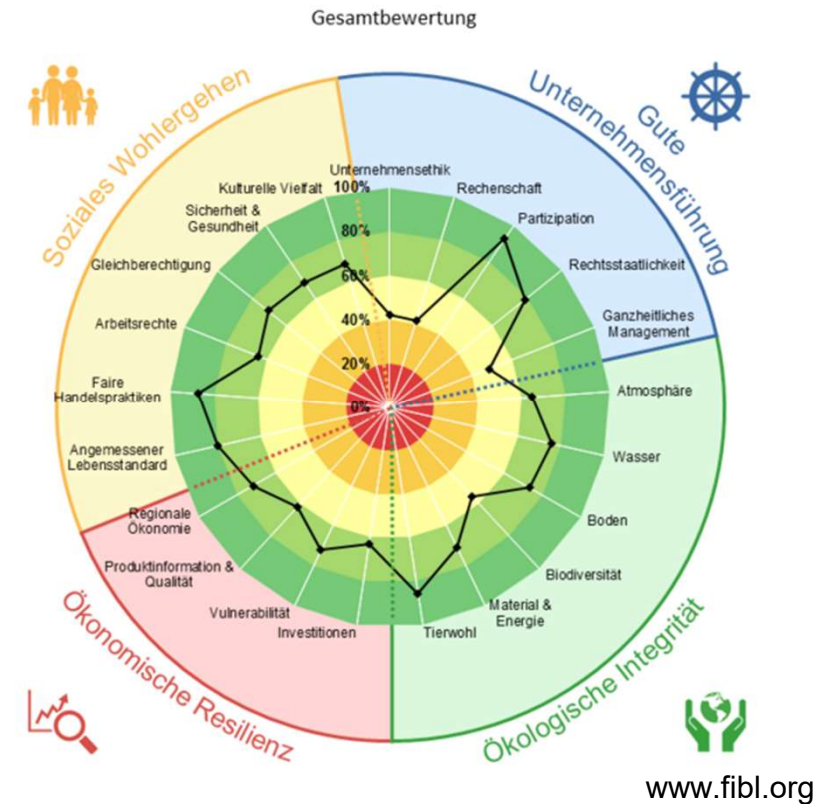 Gesamtbewertung
Soziales Wohlergehen
Gute
Unternehmensführung
Unternehmensethik
Kulturelle Vielfalt
100%
Rechenschaft
Sicherheit &
Gesundheit
Partizipation
80%
Gleichberechtigung
60%
Rechtsstaatlichkeit
Arbeitsrechte
40%
Ganzheitliches
Management
20%
Faire
Handelspraktiken
0%
Atmosphäre
Angemessener
Lebensstandard
Wasser
Regionale
Ökonomie
Boden
Produktinformation &
Qualität
Biodiversität
Vulnerabilität
Material &
Energie
Investitionen
Tierwohl
Ökonomische Resilienz
Ökologische Integrität
www.fibl.org